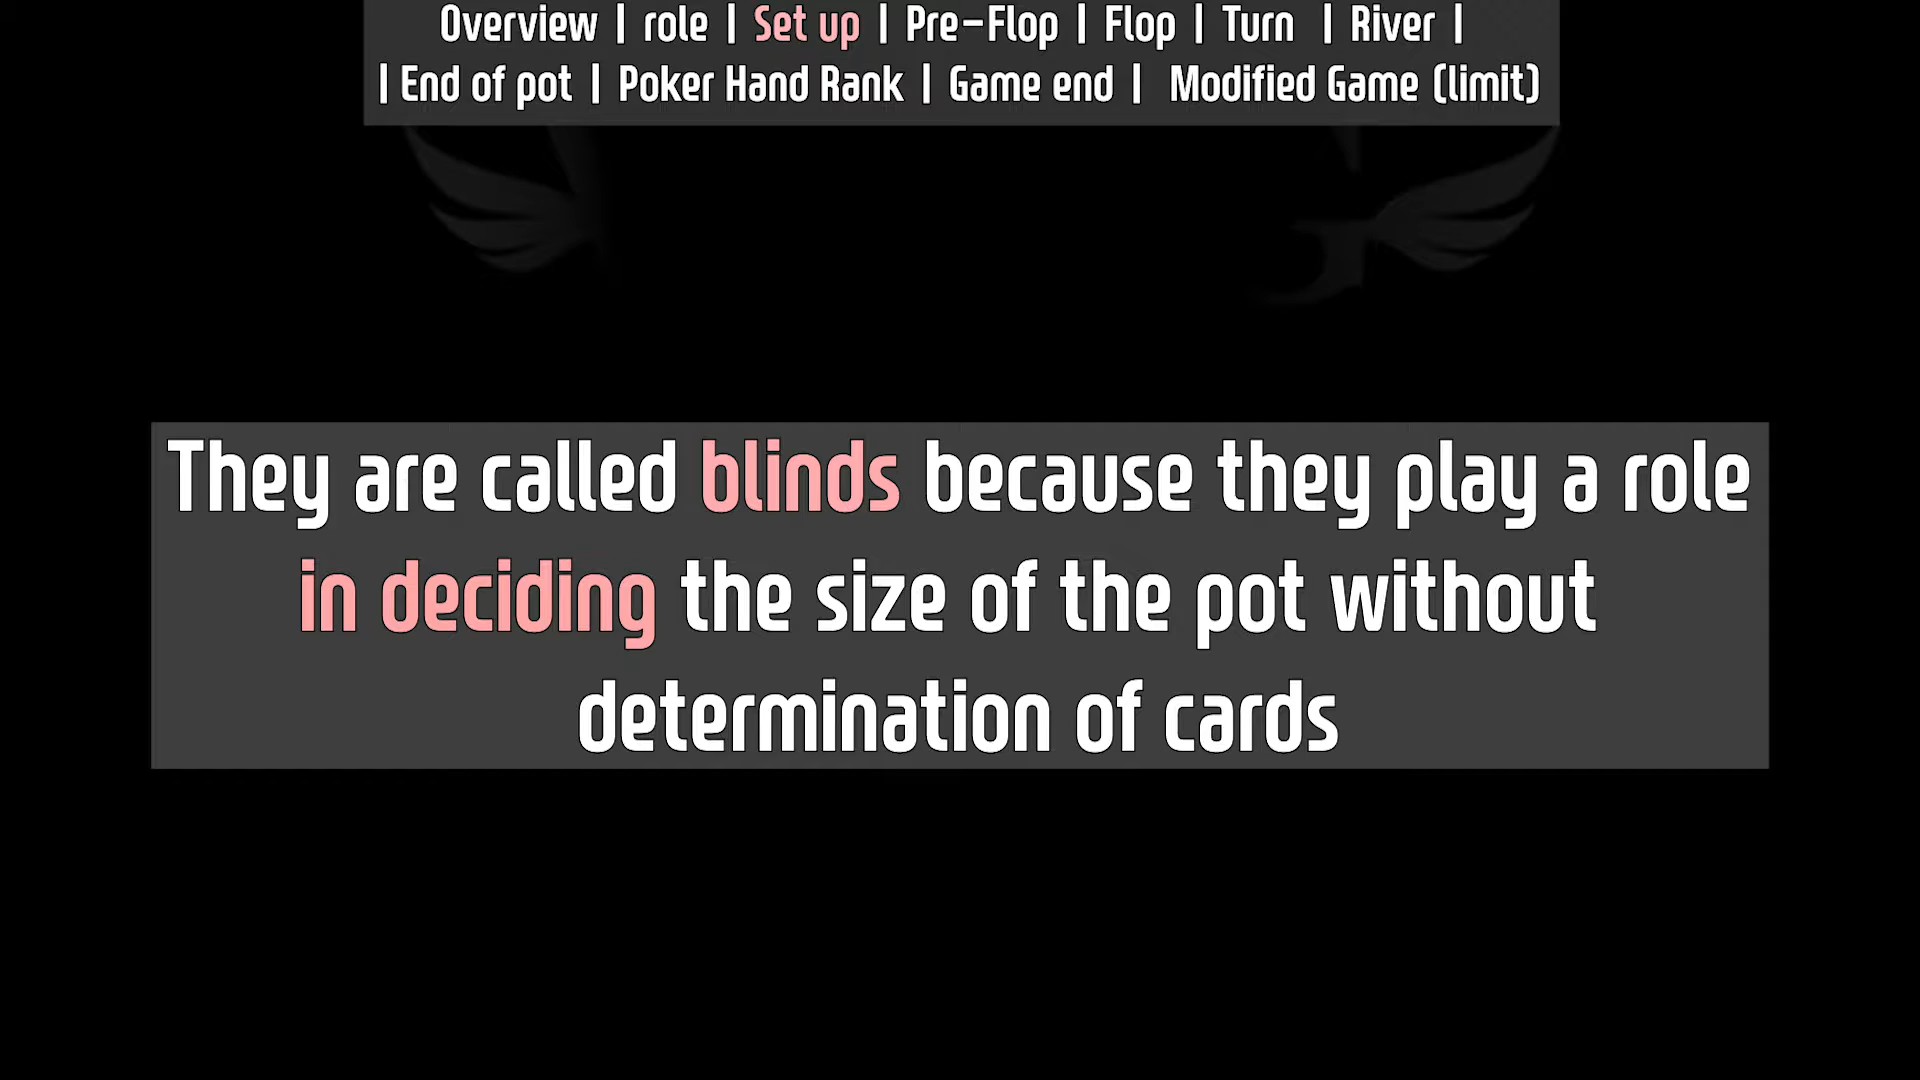 Overview | role | Set up | Pre-Flop | Flop | Turn | River |
| End of pot | Poker Hand Rank | Game end | Modified Game (limit)
They are called blinds because they play a role
in deciding the size of the pot without
determination of cards